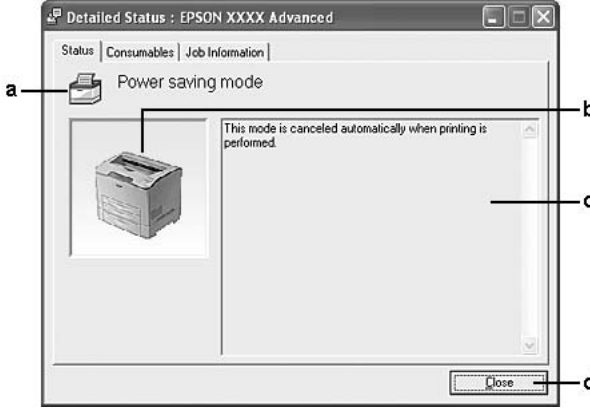 Detailed Status : EPSON XXXX Advanced
Status Consumables Job Information
a Power saving mode
b
This mode is canceled automatically when printing is
performed.
c
Close d